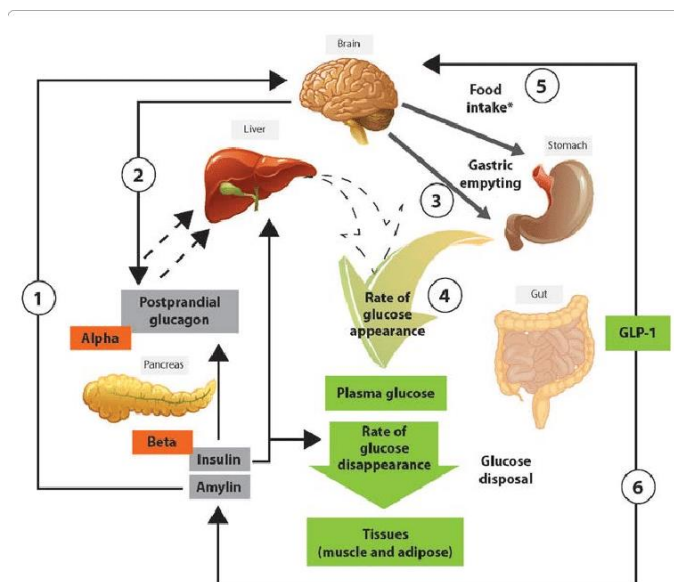 Brain
5
Food
intake*
Liver
Stomach
2
Gastric
empyting
3
1
Postprandial
glucagon
Alpha
Rate of
glucose
appearance
4
Gut
GLP-1
Pancreas
Plasma glucose
Beta
Insulin
Amylin
Rate of
glucose
disappearance
Glucose
disposal
6
Tissues
(muscle and adipose)